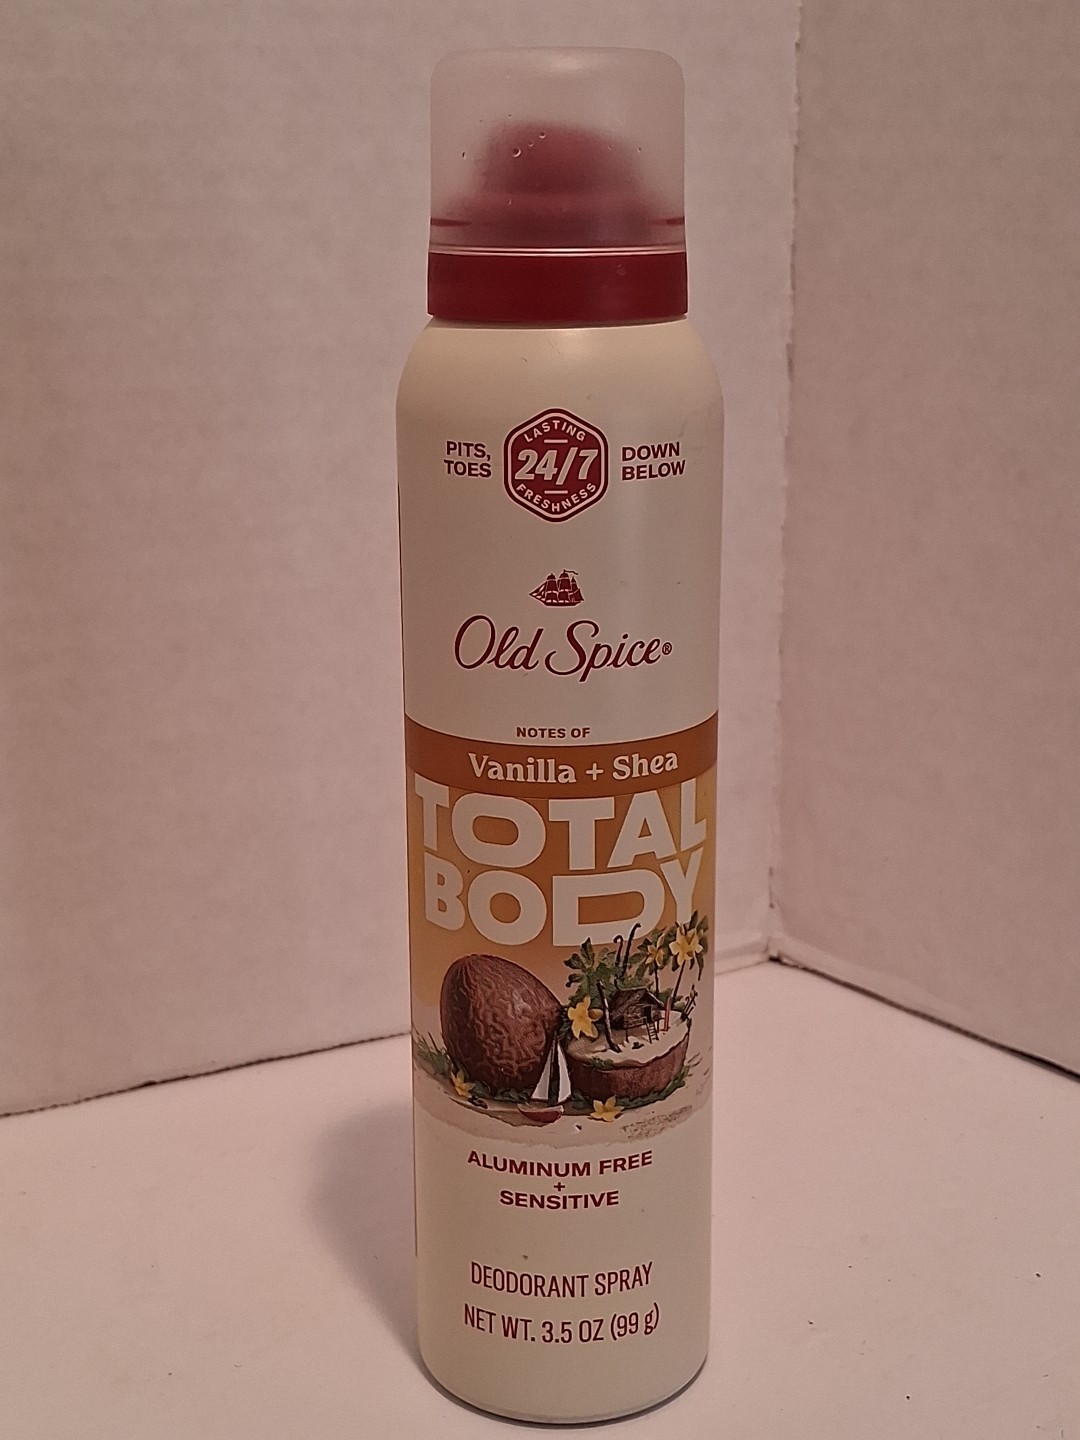 PITS,
TOES
LASTING
24/7
FRESHNESS
DOWN
BELOW
Old Spice®
NOTES OF
Vanilla + Shea
TOTAL
BODY
ALUMINUM FREE
+
SENSITIVE
DEODORANT SPRAY
NET WT. 3.5 OZ (99 g)